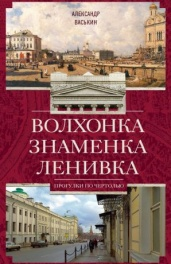 АЛЕКСАНДР
ВАСЬКИН
ВОЛХОНКА
ЗНАМЕНКА
ЛЕНИВКА
ПРОГУЛКИ ПО ЧЕРТОЛЬЮ